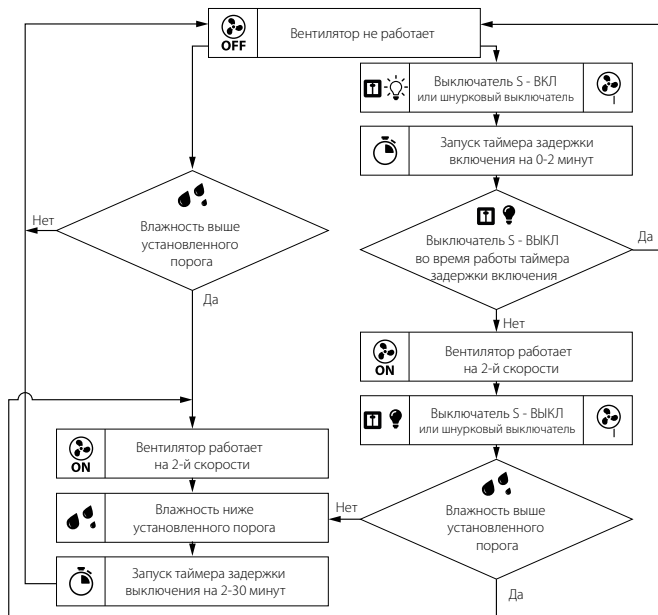 OFF
Вентилятор не работает
Выключатель S - ВКЛ
или шнурковый выключатель
Запуск таймера задержки
включения на 0-2 минут
Нет
Влажность выше
установленного
порога
Да
Выключатель S - ВЫКЛ
во время работы таймера
задержки включения
Да
Нет
ON
Вентилятор работает
на 2-й скорости
Выключатель S - ВЫКЛ
или шнурковый выключатель
ON
Вентилятор работает
на 2-й скорости
Влажность ниже
установленного порога
Нет
Влажность выше
установленного
порога
Запуск таймера задержки
выключения на 2-30 минут
Да